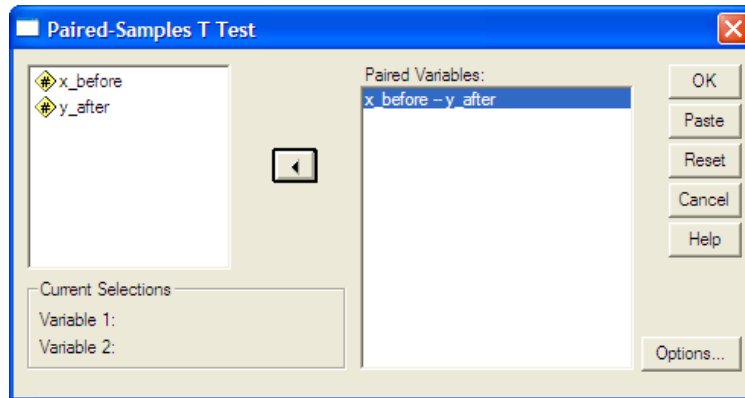 Paired-Samples T Test
x_before
y_after
Paired Variables:
x_before -- y_after
OK
Paste
Reset
Cancel
Help
Current Selections
Variable 1:
Variable 2:
Options...